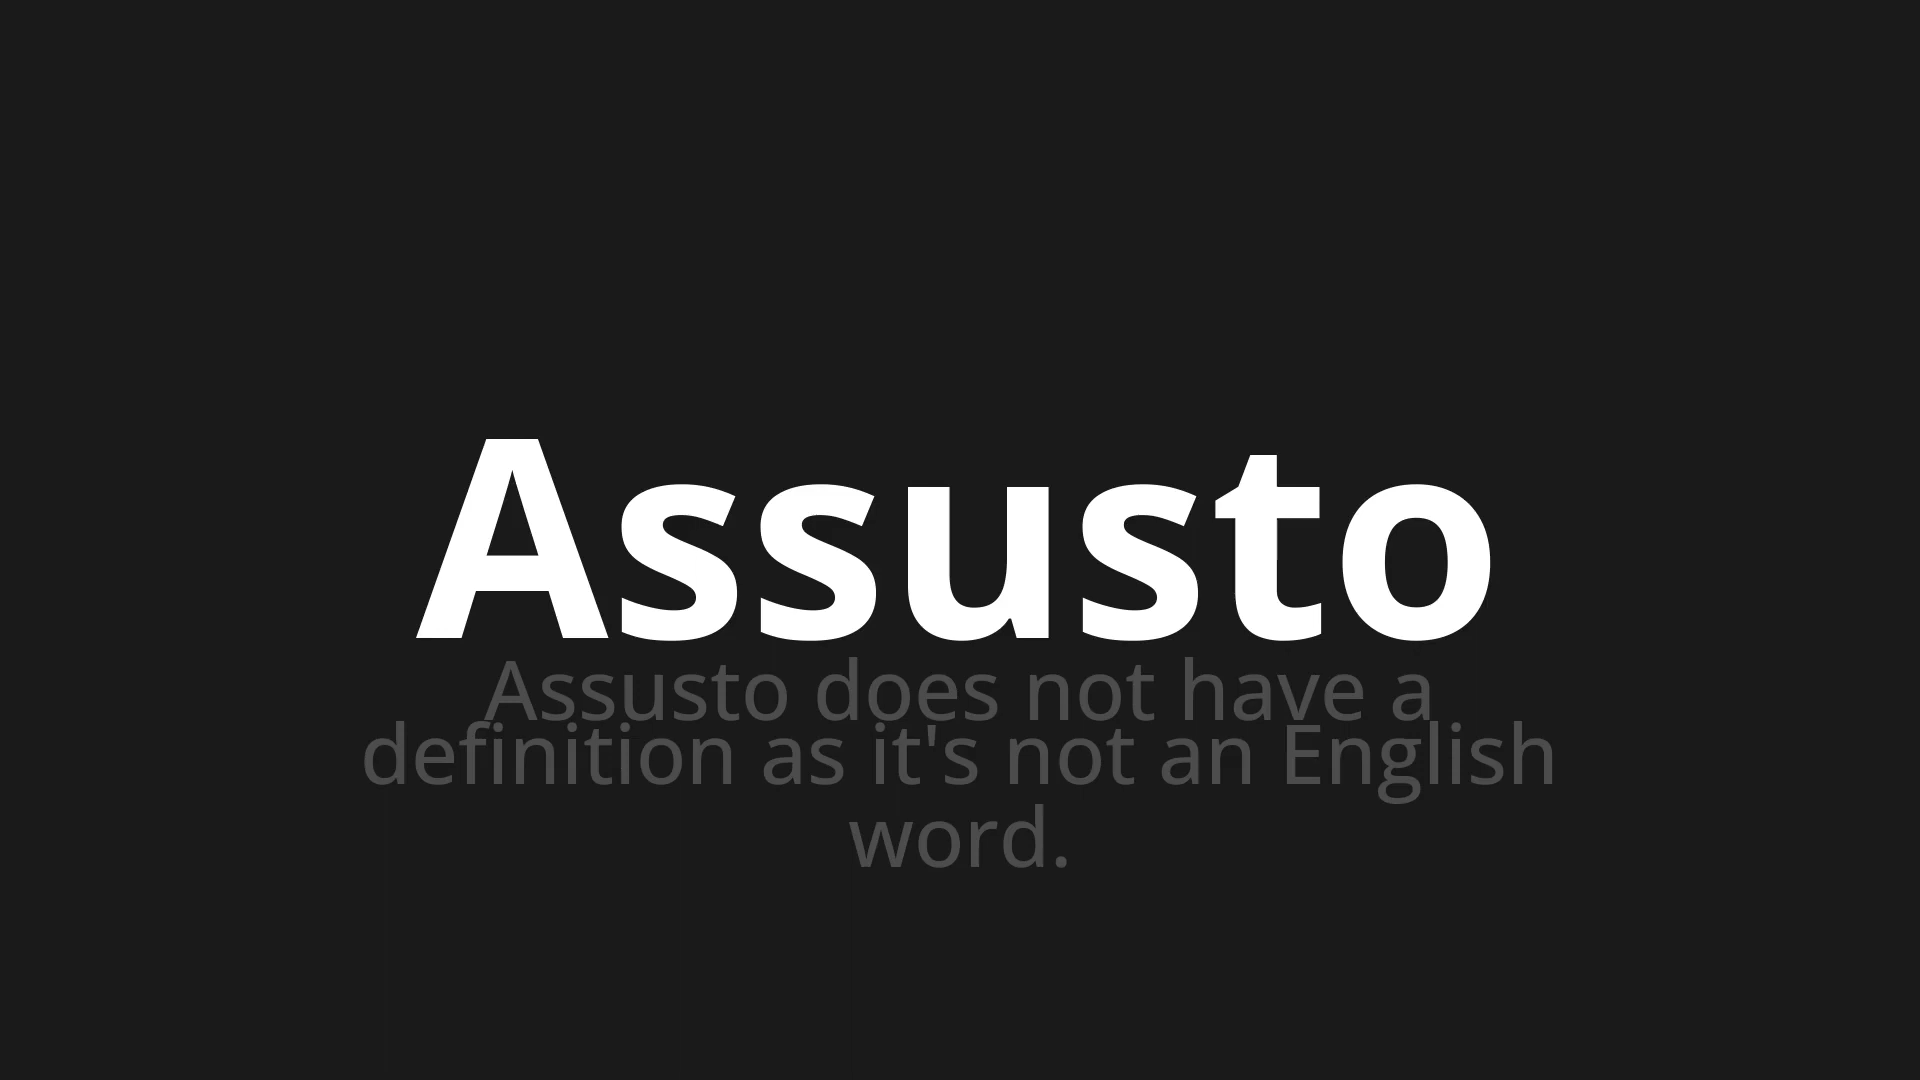 Assusto
Assusto does not have a
definition as it's not an English
word.